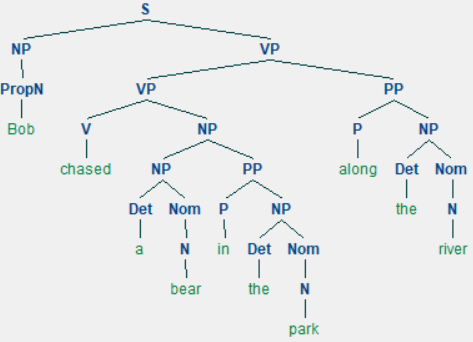 S
NP VP
PropN VP PP
Bob V NP P NP
chased NP PP along Det Nom
Det Nom P NP the N
a N in Det Nom river
bear the N
park